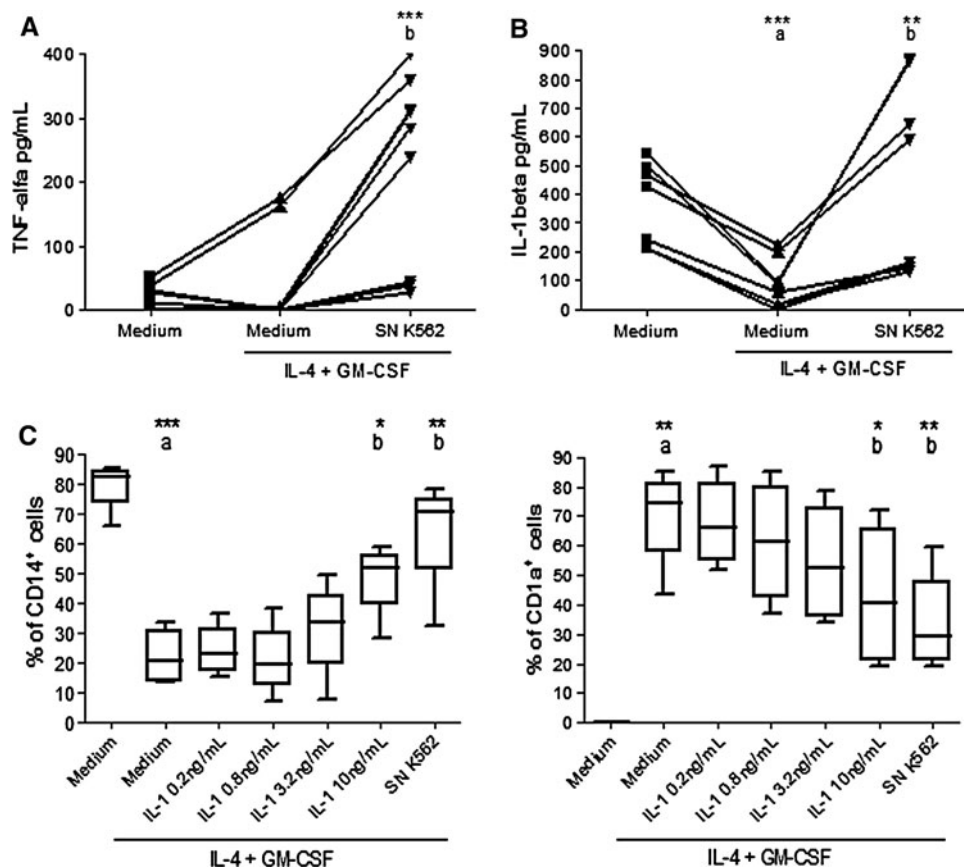 A
***
b
TNF-alfa pg/mL
400
300
200
100
0
Medium
Medium
SN K562
IL-4 + GM-CSF
B
***
**
a
b
IL-1beta pg/mL
900
800
700
600
500
400
300
200
100
0
Medium
Medium
SN K562
IL-4 + GM-CSF
C
***
*
**
a
b
b
% of CD14+ cells
90
80
70
60
50
40
30
20
10
0
Medium
Medium
IL-1 0.2ng/mL
IL-1 0.8ng/mL
IL-1 3.2ng/mL
IL-1 10ng/mL
SN K562
IL-4 + GM-CSF
**
*
**
a
b
b
% of CD1a+ cells
90
80
70
60
50
40
30
20
10
0
Medium
Medium
IL-1 0.2ng/mL
IL-1 0.8ng/mL
IL-1 3.2ng/mL
IL-1 10ng/mL
SN K562
IL-4 + GM-CSF